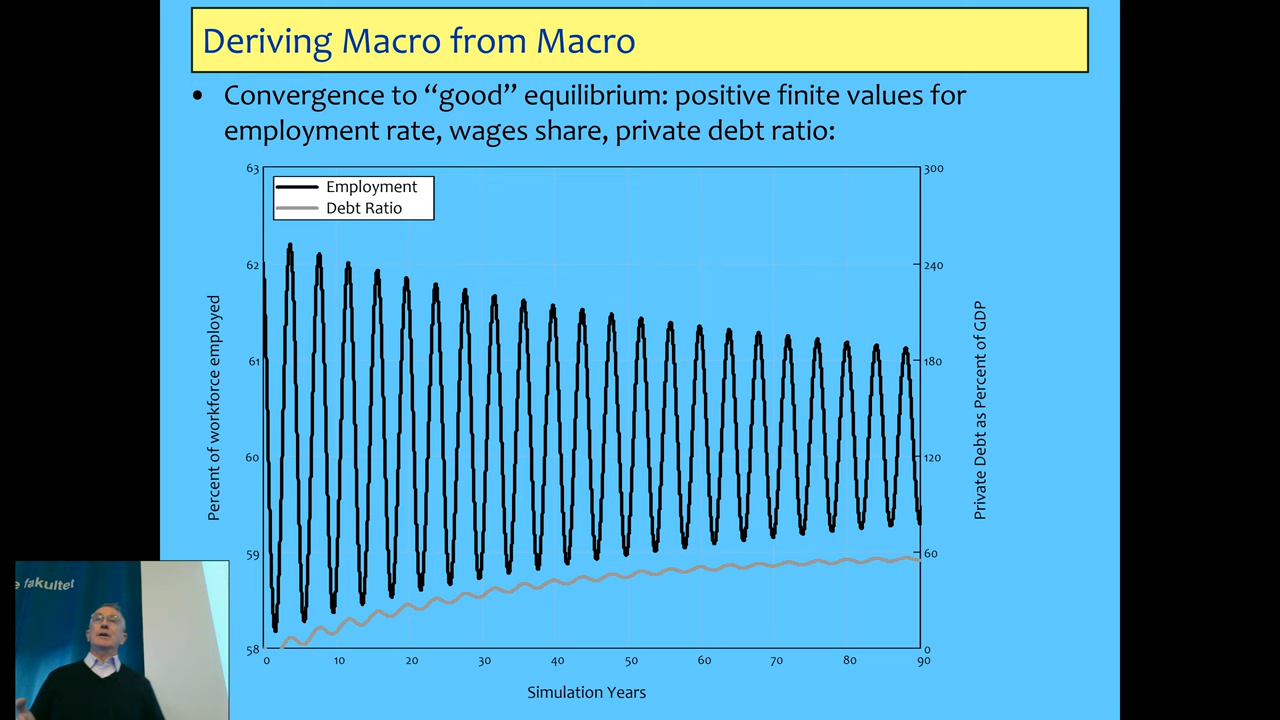 Deriving Macro from Macro
• Convergence to “good” equilibrium: positive finite values for
employment rate, wages share, private debt ratio:
Employment
Debt Ratio
63
62
61
60
59
58
300
240
180
120
60
0
Percent of workforce employed
Private Debt as Percent of GDP
0 10 20 30 40 50 60 70 80 90
Simulation Years
e fakultet